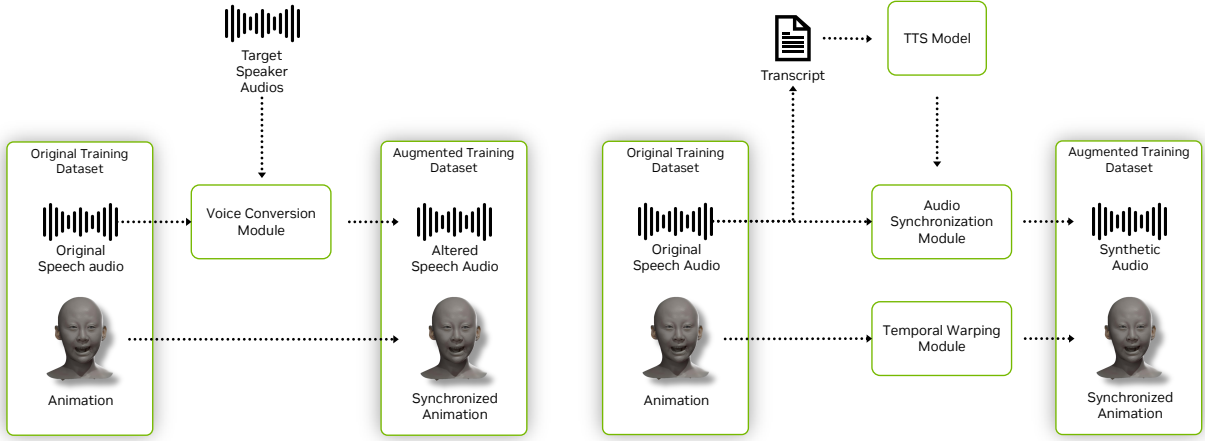 Target
Speaker
Audios
Original Training
Dataset
Original
Speech audio
Animation
Voice Conversion
Module
Augmented Training
Dataset
Altered
Speech Audio
Synchronized
Animation
Transcript
TTS Model
Original Training
Dataset
Original
Speech Audio
Animation
Audio
Synchronization
Module
Temporal Warping
Module
Augmented Training
Dataset
Synthetic
Audio
Synchronized
Animation